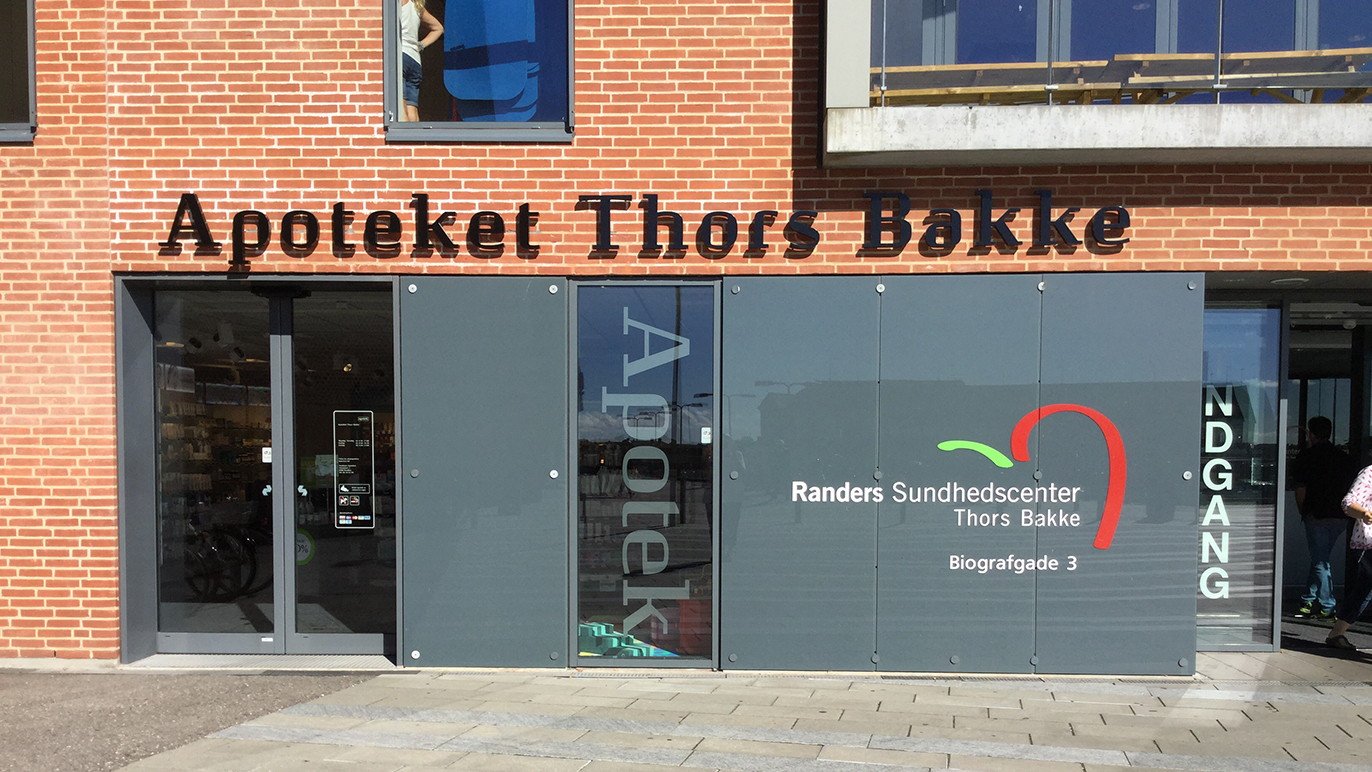 Apoteket Thors Bakke
Apotek
Randers Sundhedscenter
Thors Bakke
Biografgade 3
NDGANG